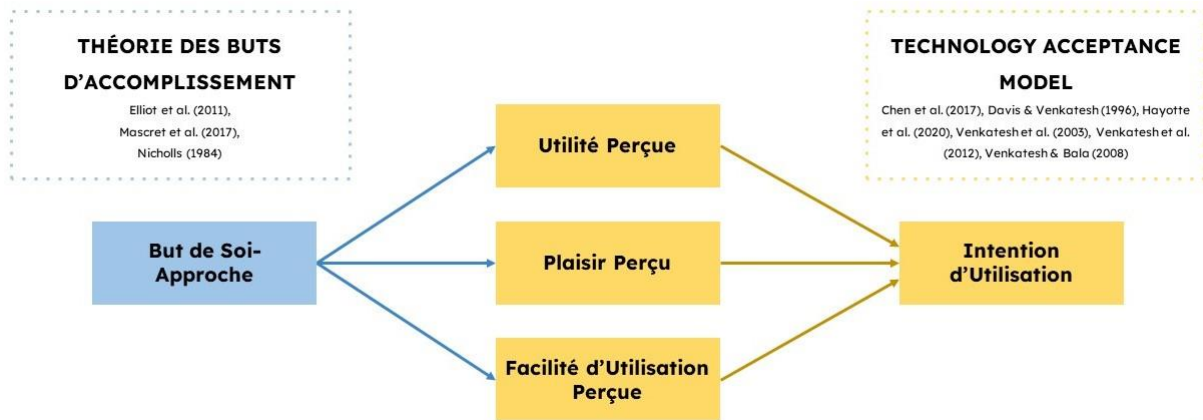 THÉORIE DES BUTS
D'ACCOMPLISSEMENT
Elliot et al. (2011),
Mascret et al. (2017),
Nicholls (1984)
TECHNOLOGY ACCEPTANCE
MODEL
Chen et al. (2017), Davis & Venkatesh (1996), Hayotte
et al. (2020), Venkatesh et al. (2003), Venkatesh et al.
(2012), Venkatesh & Bala (2008)
But de Soi-
Approche
Utilité Perçue
Plaisir Perçu
Facilité d'Utilisation
Perçue
Intention
d'Utilisation